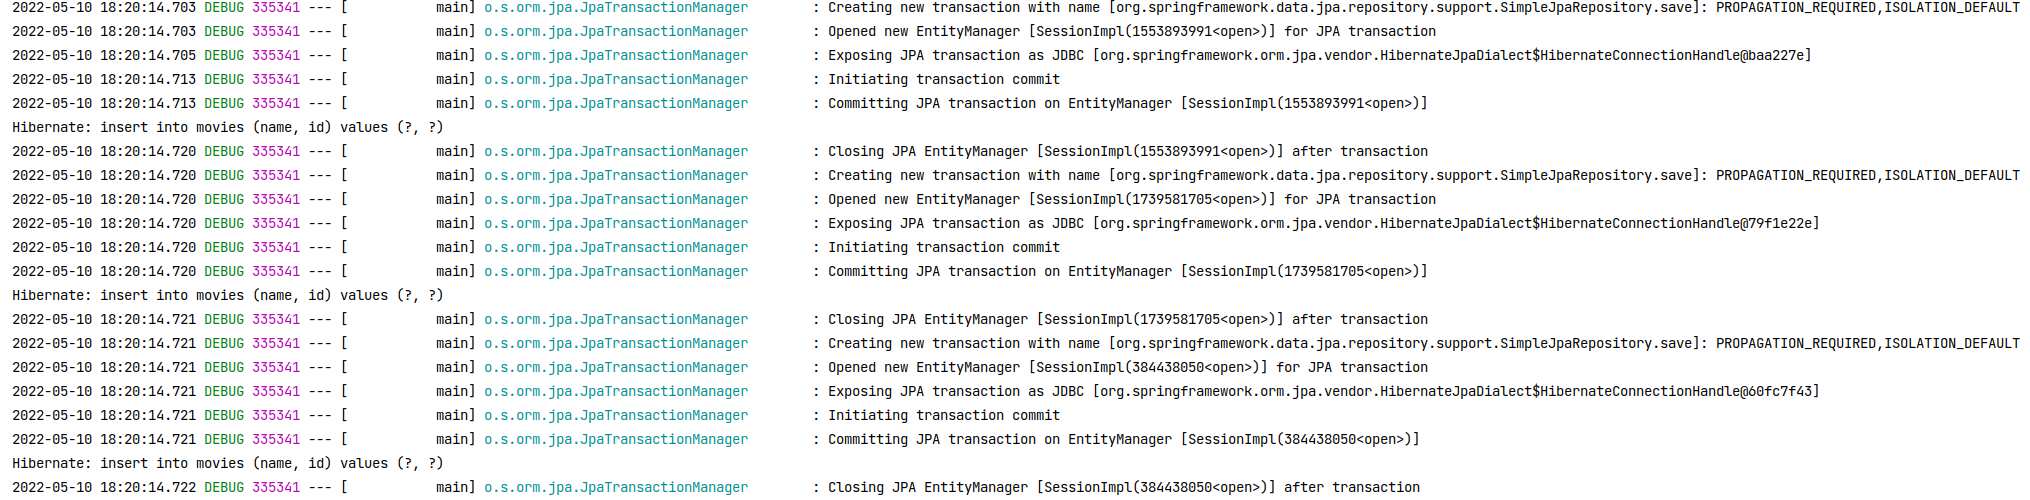 2022-05-10 18:20:14.703 DEBUG 335341 --- [           main] o.s.orm.jpa.JpaTransactionManager        : Creating new transaction with name [org.springframework.data.jpa.repository.support.SimpleJpaRepository.save]: PROPAGATION_REQUIRED,ISOLATION_DEFAULT
2022-05-10 18:20:14.703 DEBUG 335341 --- [           main] o.s.orm.jpa.JpaTransactionManager        : Opened new EntityManager [SessionImpl(1553893991<open>)] for JPA transaction
2022-05-10 18:20:14.705 DEBUG 335341 --- [           main] o.s.orm.jpa.JpaTransactionManager        : Exposing JPA transaction as JDBC [org.springframework.orm.jpa.vendor.HibernateJpaDialect$HibernateConnectionHandle@baa227e]
2022-05-10 18:20:14.713 DEBUG 335341 --- [           main] o.s.orm.jpa.JpaTransactionManager        : Initiating transaction commit
2022-05-10 18:20:14.713 DEBUG 335341 --- [           main] o.s.orm.jpa.JpaTransactionManager        : Committing JPA transaction on EntityManager [SessionImpl(1553893991<open>)]
Hibernate: insert into movies (name, id) values (?, ?)
2022-05-10 18:20:14.720 DEBUG 335341 --- [           main] o.s.orm.jpa.JpaTransactionManager        : Closing JPA EntityManager [SessionImpl(1553893991<open>)] after transaction
2022-05-10 18:20:14.720 DEBUG 335341 --- [           main] o.s.orm.jpa.JpaTransactionManager        : Creating new transaction with name [org.springframework.data.jpa.repository.support.SimpleJpaRepository.save]: PROPAGATION_REQUIRED,ISOLATION_DEFAULT
2022-05-10 18:20:14.720 DEBUG 335341 --- [           main] o.s.orm.jpa.JpaTransactionManager        : Opened new EntityManager [SessionImpl(1739581705<open>)] for JPA transaction
2022-05-10 18:20:14.720 DEBUG 335341 --- [           main] o.s.orm.jpa.JpaTransactionManager        : Exposing JPA transaction as JDBC [org.springframework.orm.jpa.vendor.HibernateJpaDialect$HibernateConnectionHandle@79f1e22e]
2022-05-10 18:20:14.720 DEBUG 335341 --- [           main] o.s.orm.jpa.JpaTransactionManager        : Initiating transaction commit
2022-05-10 18:20:14.720 DEBUG 335341 --- [           main] o.s.orm.jpa.JpaTransactionManager        : Committing JPA transaction on EntityManager [SessionImpl(1739581705<open>)]
Hibernate: insert into movies (name, id) values (?, ?)
2022-05-10 18:20:14.721 DEBUG 335341 --- [           main] o.s.orm.jpa.JpaTransactionManager        : Closing JPA EntityManager [SessionImpl(1739581705<open>)] after transaction
2022-05-10 18:20:14.721 DEBUG 335341 --- [           main] o.s.orm.jpa.JpaTransactionManager        : Creating new transaction with name [org.springframework.data.jpa.repository.support.SimpleJpaRepository.save]: PROPAGATION_REQUIRED,ISOLATION_DEFAULT
2022-05-10 18:20:14.721 DEBUG 335341 --- [           main] o.s.orm.jpa.JpaTransactionManager        : Opened new EntityManager [SessionImpl(384438050<open>)] for JPA transaction
2022-05-10 18:20:14.721 DEBUG 335341 --- [           main] o.s.orm.jpa.JpaTransactionManager        : Exposing JPA transaction as JDBC [org.springframework.orm.jpa.vendor.HibernateJpaDialect$HibernateConnectionHandle@60fc7f43]
2022-05-10 18:20:14.721 DEBUG 335341 --- [           main] o.s.orm.jpa.JpaTransactionManager        : Initiating transaction commit
2022-05-10 18:20:14.721 DEBUG 335341 --- [           main] o.s.orm.jpa.JpaTransactionManager        : Committing JPA transaction on EntityManager [SessionImpl(384438050<open>)]
Hibernate: insert into movies (name, id) values (?, ?)
2022-05-10 18:20:14.722 DEBUG 335341 --- [           main] o.s.orm.jpa.JpaTransactionManager        : Closing JPA EntityManager [SessionImpl(384438050<open>)] after transaction